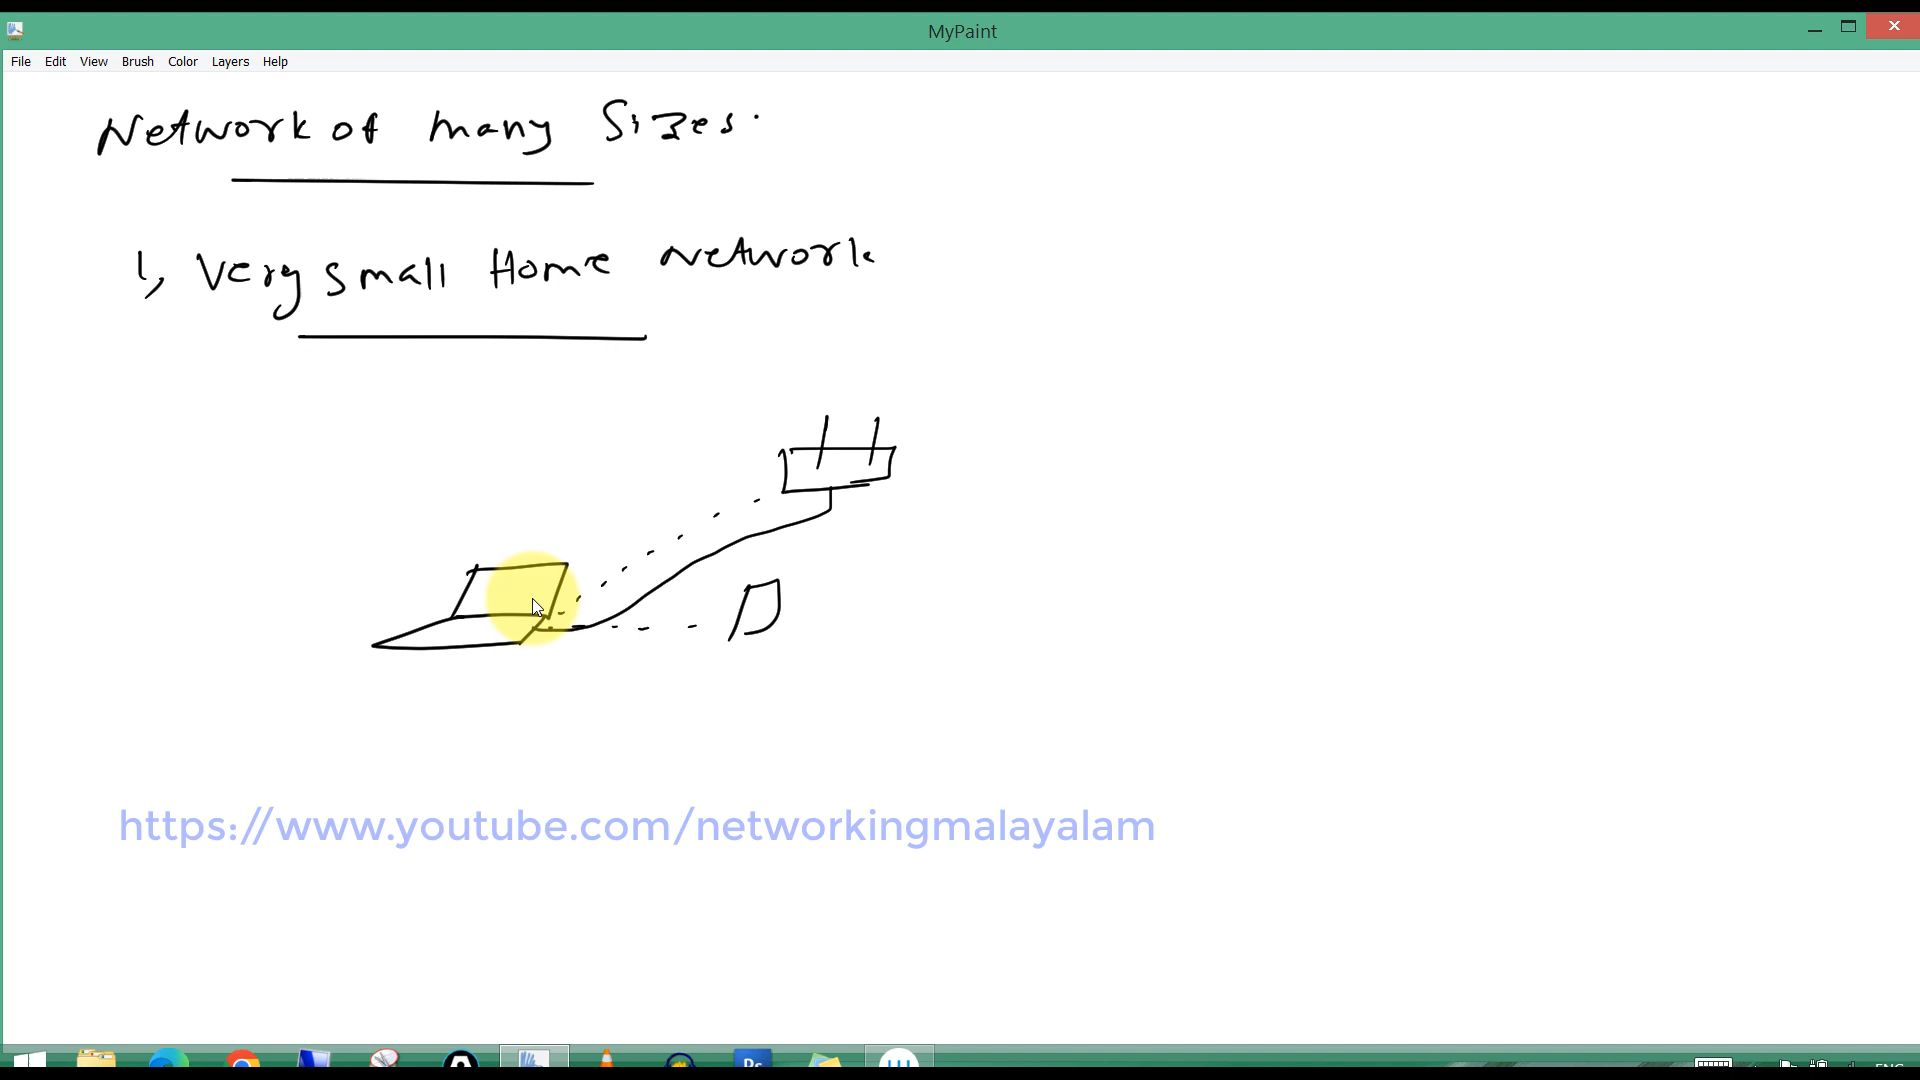 MyPaint
File Edit View Brush Color Layers Help
Network of many Sizes.
1, Very small Home Network
https://www.youtube.com/networkingmalayalam
Ps